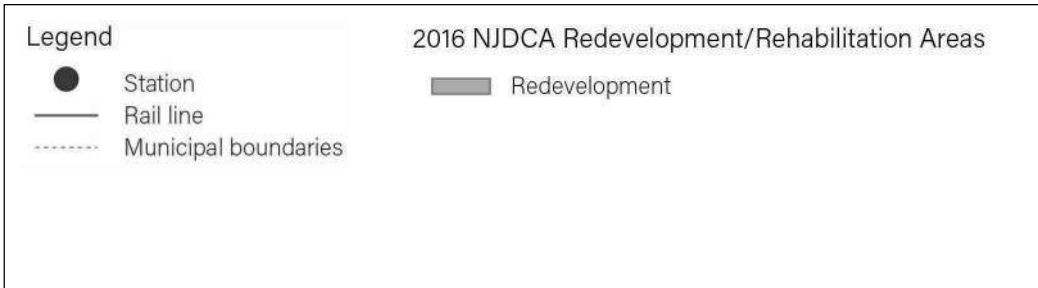 Legend
Station
Rail line
Municipal boundaries
2016 NJDCA Redevelopment/Rehabilitation Areas
Redevelopment